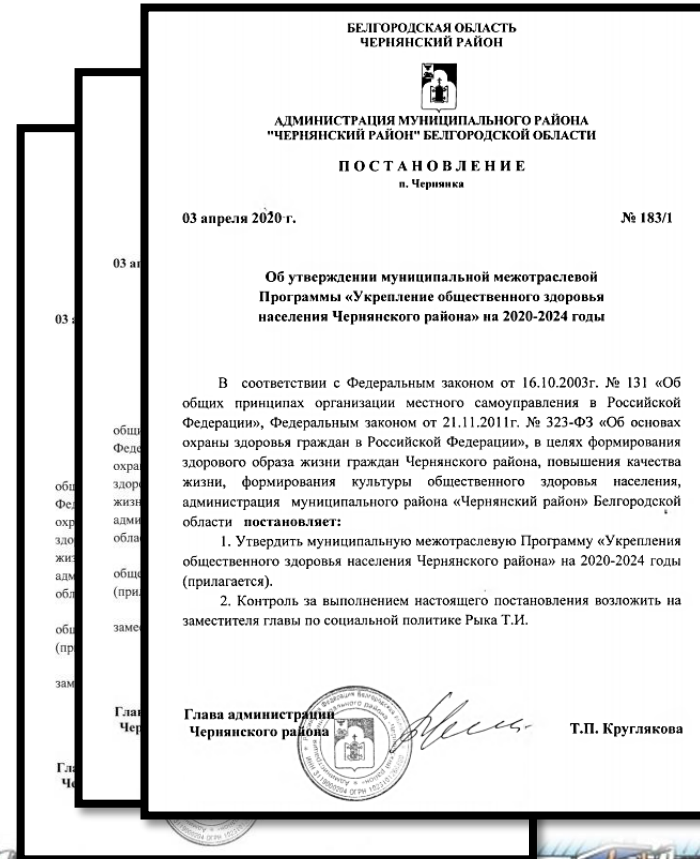 БЕЛГОРОДСКАЯ ОБЛАСТЬ
ЧЕРНЯНСКИЙ РАЙОН
АДМИНИСТРАЦИЯ МУНИЦИПАЛЬНОГО РАЙОНА
"ЧЕРНЯНСКИЙ РАЙОН" БЕЛГОРОДСКОЙ ОБЛАСТИ
ПОСТАНОВЛЕНИЕ
п. Чернянка
03 апреля 2020 г. № 183/1
Об утверждении муниципальной межотраслевой
Программы «Укрепление общественного здоровья
населения Чернянского района» на 2020-2024 годы
В соответствии с Федеральным законом от 16.10.2003г. № 131 «Об
общих принципах организации местного самоуправления в Российской
Федерации», Федеральным законом от 21.11.2011г. № 323-ФЗ «Об основах
охраны здоровья граждан в Российской Федерации», в целях формирования
здорового образа жизни граждан Чернянского района, повышения качества
жизни, формирования культуры общественного здоровья населения,
администрация муниципального района «Чернянский район» Белгородской
области постановляет:
1. Утвердить муниципальную межотраслевую Программу «Укрепления
общественного здоровья населения Чернянского района» на 2020-2024 годы
(прилагается).
2. Контроль за выполнением настоящего постановления возложить на
заместителя главы по социальной политике Рыка Т.И.
Глава администрации
Чернянского района Т.П. Круглякова